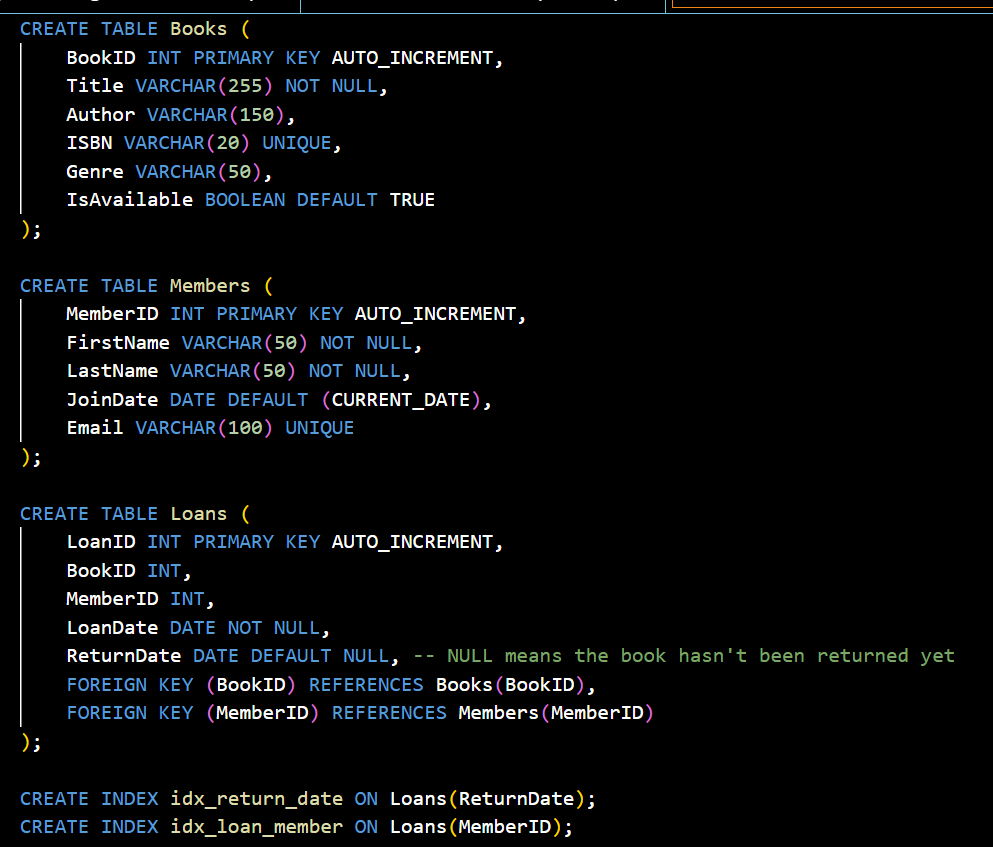 CREATE TABLE Books (
    BookID INT PRIMARY KEY AUTO_INCREMENT,
    Title VARCHAR(255) NOT NULL,
    Author VARCHAR(150),
    ISBN VARCHAR(20) UNIQUE,
    Genre VARCHAR(50),
    IsAvailable BOOLEAN DEFAULT TRUE
);

CREATE TABLE Members (
    MemberID INT PRIMARY KEY AUTO_INCREMENT,
    FirstName VARCHAR(50) NOT NULL,
    LastName VARCHAR(50) NOT NULL,
    JoinDate DATE DEFAULT (CURRENT_DATE),
    Email VARCHAR(100) UNIQUE
);

CREATE TABLE Loans (
    LoanID INT PRIMARY KEY AUTO_INCREMENT,
    BookID INT,
    MemberID INT,
    LoanDate DATE NOT NULL,
    ReturnDate DATE DEFAULT NULL, -- NULL means the book hasn't been returned yet
    FOREIGN KEY (BookID) REFERENCES Books(BookID),
    FOREIGN KEY (MemberID) REFERENCES Members(MemberID)
);

CREATE INDEX idx_return_date ON Loans(ReturnDate);
CREATE INDEX idx_loan_member ON Loans(MemberID);